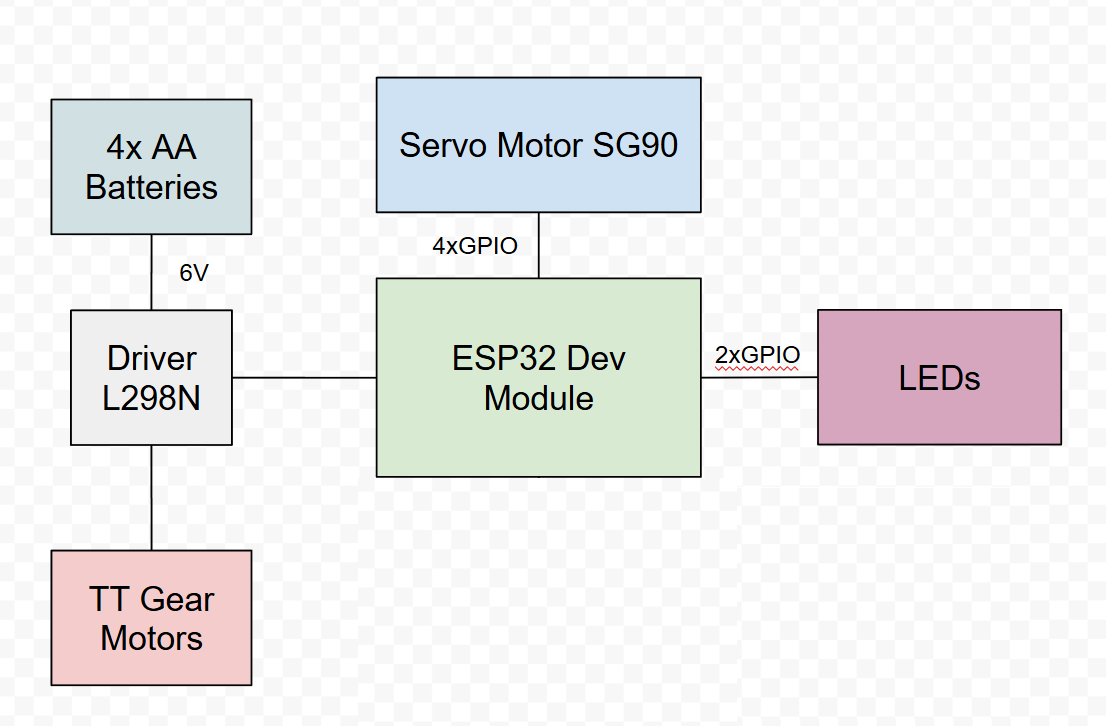 4x AA
Batteries
Servo Motor SG90
4xGPIO
6V
Driver
L298N
ESP32 Dev
Module
2xGPIO
LEDs
TT Gear
Motors